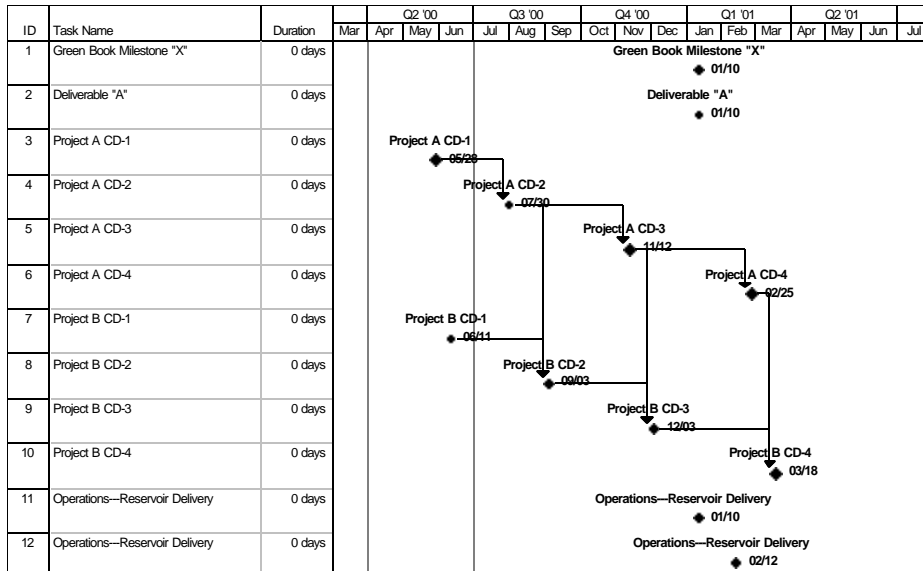 Q2 '00 Q3 '00 Q4 '00 Q1 '01 Q2 '01
ID Task Name Duration Mar Apr May Jun Jul Aug Sep Oct Nov Dec Jan Feb Mar Apr May Jun Jul
1 Green Book Milestone "X" 0 days Green Book Milestone "X"
01/10
2 Deliverable "A" 0 days Deliverable "A"
01/10
3 Project A CD-1 0 days Project A CD-1
05/28
4 Project A CD-2 0 days Project A CD-2
07/30
5 Project A CD-3 0 days Project A CD-3
11/12
6 Project A CD-4 0 days Project A CD-4
02/25
7 Project B CD-1 0 days Project B CD-1
06/11
8 Project B CD-2 0 days Project B CD-2
09/03
9 Project B CD-3 0 days Project B CD-3
12/03
10 Project B CD-4 0 days Project B CD-4
03/18
11 Operations---Reservoir Delivery 0 days Operations---Reservoir Delivery
01/10
12 Operations---Reservoir Delivery 0 days Operations---Reservoir Delivery
02/12